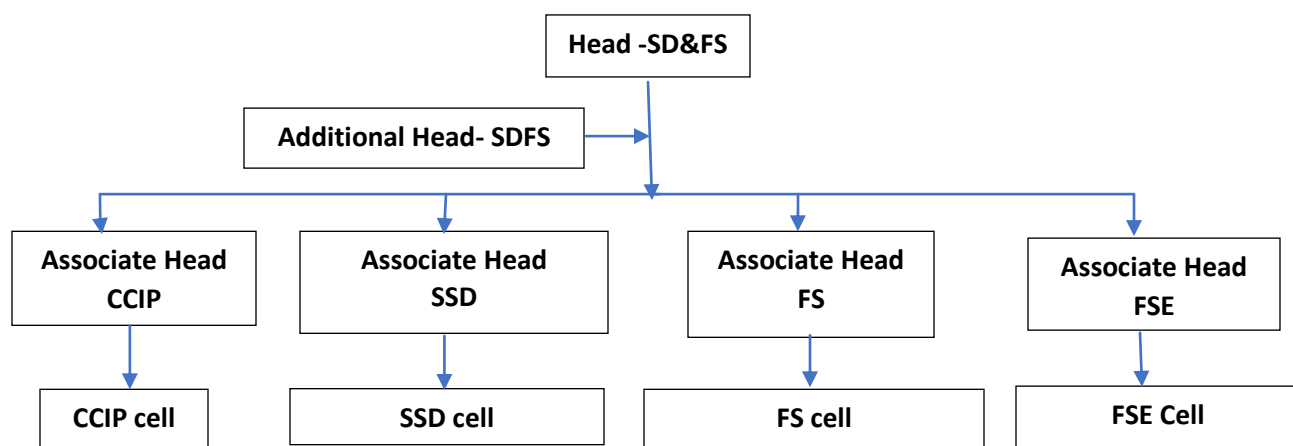 Head -SD&FS
Additional Head- SDFS
Associate Head
CCIP
Associate Head
SSD
Associate Head
FS
Associate Head
FSE
CCIP cell
SSD cell
FS cell
FSE Cell